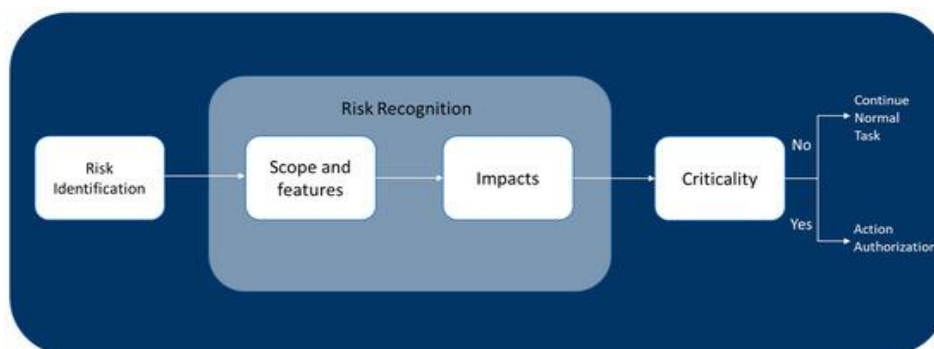 Risk Recognition
Risk
Identification
Scope and
features
Impacts
Criticality
No
Yes
Continue
Normal
Task
Action
Authorization